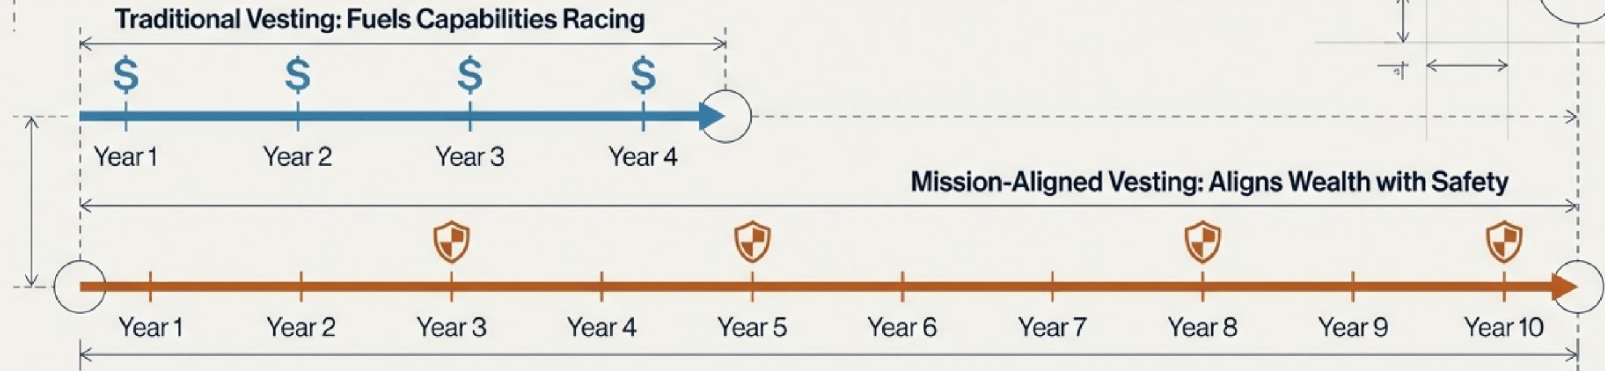 Traditional Vesting: Fuels Capabilities Racing
$ $ $ $
Year 1 Year 2 Year 3 Year 4
Mission-Aligned Vesting: Aligns Wealth with Safety
Year 1 Year 2 Year 3 Year 4 Year 5 Year 6 Year 7 Year 8 Year 9 Year 10